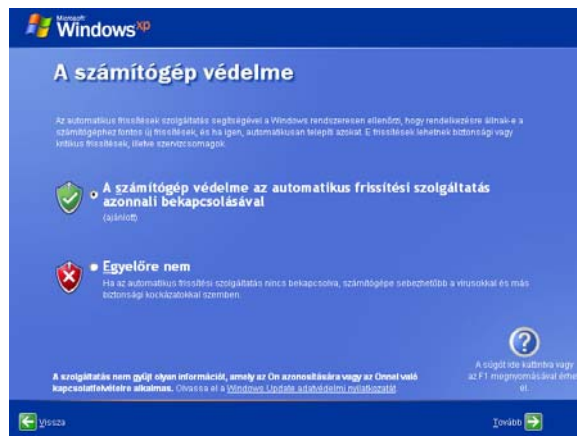 Microsoft
Windows xp
A számítógép védelme
Az automatikus frissítések szolgáltatás segítségével a Windows rendszeresen ellenőrzi, hogy rendelkezésre állnak-e a
számítógéphez fontos új frissítések, és ha igen, automatikusan telepíti azokat. E frissítések lehetnek biztonsági vagy
kritikus frissítések, illetve szervizcsomagok.
A számítógép védelme az automatikus frissítési szolgáltatás
azonnali bekapcsolásával
(ajánlott)
Egyelőre nem
Ha az automatikus frissítési szolgáltatás nincs bekapcsolva, számítógépe sebezhetőbb a vírusokkal és más
biztonsági kockázatokkal szemben.
A szolgáltatás nem gyűjt olyan információt, amely az Ön azonosítására vagy az Önnel való
kapcsolatfelvételre alkalmas. Olvassa el a Windows Update adatvédelmi nyilatkozatát
A súgót ide kattintva vagy
az F1 megnyomásával érheti
el.
Vissza
Tovább